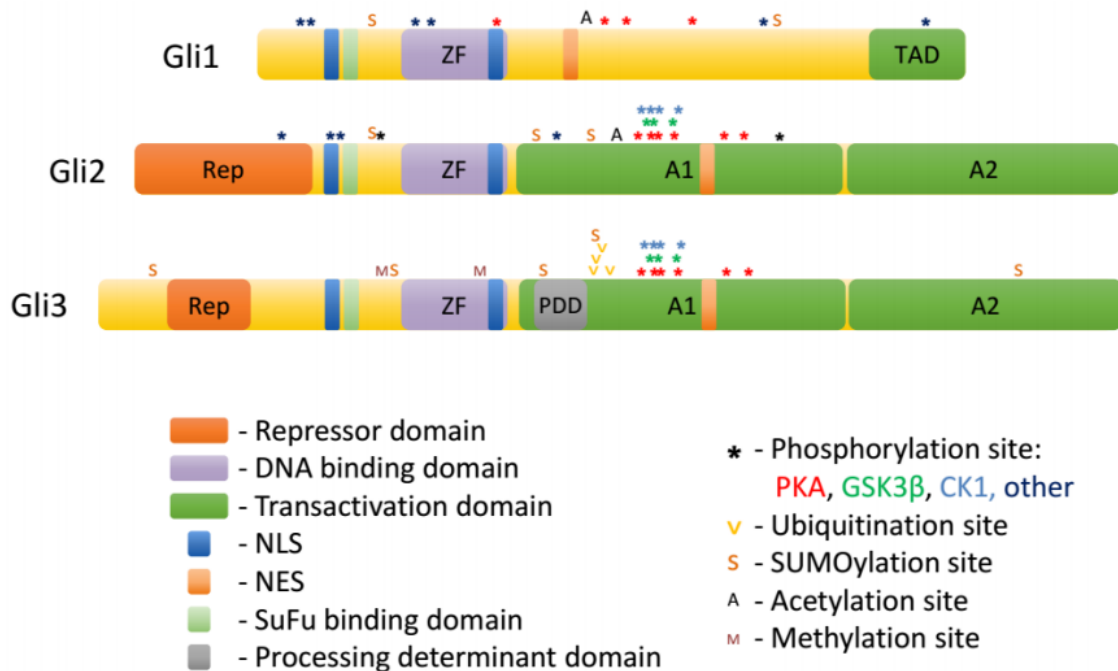 ** S ** * A * * * * S *
Gli1 ZF TAD
**** *
** *
* ** S * S * S A * ** * * * *
Gli2 Rep ZF A1 A2
S
v **** *
v ** *
S M S M S v v * ** * * * S
Gli3 Rep ZF PDD A1 A2
- Repressor domain
- DNA binding domain
- Transactivation domain
- NLS
- NES
- SuFu binding domain
- Processing determinant domain
* - Phosphorylation site:
PKA, GSK3β, CK1, other
v - Ubiquitination site
S - SUMOylation site
A - Acetylation site
M - Methylation site